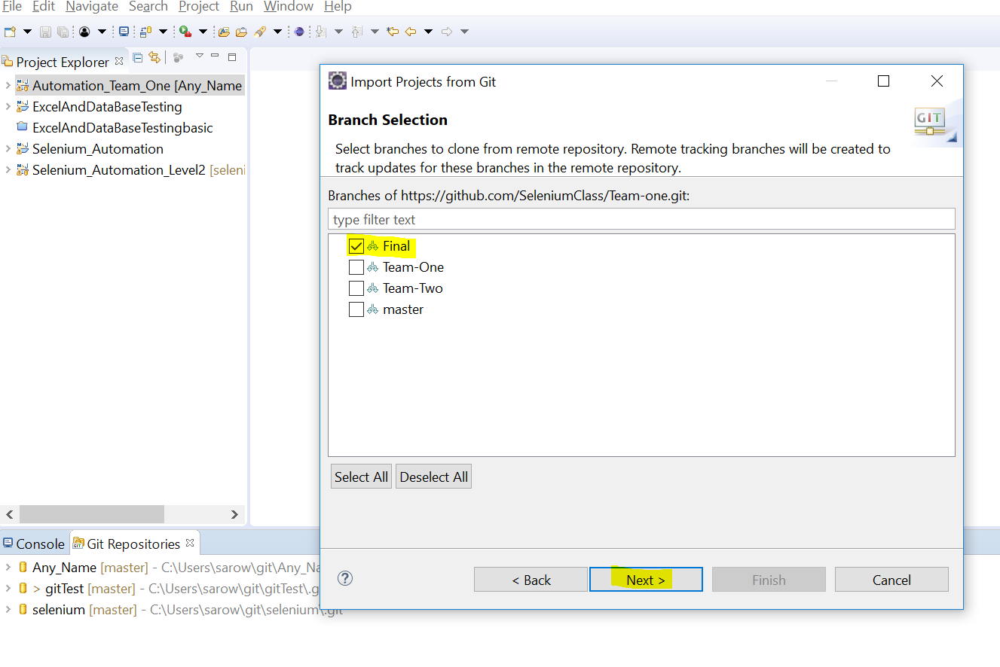 File Edit Navigate Search Project Run Window Help
Project Explorer
Automation_Team_One [Any_Name
ExcelAndDataBaseTesting
ExcelAndDataBaseTestingbasic
Selenium_Automation
Selenium_Automation_Level2 [seleni
Import Projects from Git
Branch Selection
GIT
Select branches to clone from remote repository. Remote tracking branches will be created to
track updates for these branches in the remote repository.
Branches of https://github.com/SeleniumClass/Team-one.git:
type filter text
Final
Team-One
Team-Two
master
Select All Deselect All
< Back Next > Finish Cancel
Console Git Repositories
Any_Name [master] - C:\Users\sarow\git\Any_Na
> gitTest [master] - C:\Users\sarow\git\gitTest\.g
selenium [master] - C:\Users\sarow\git\selenium\.git